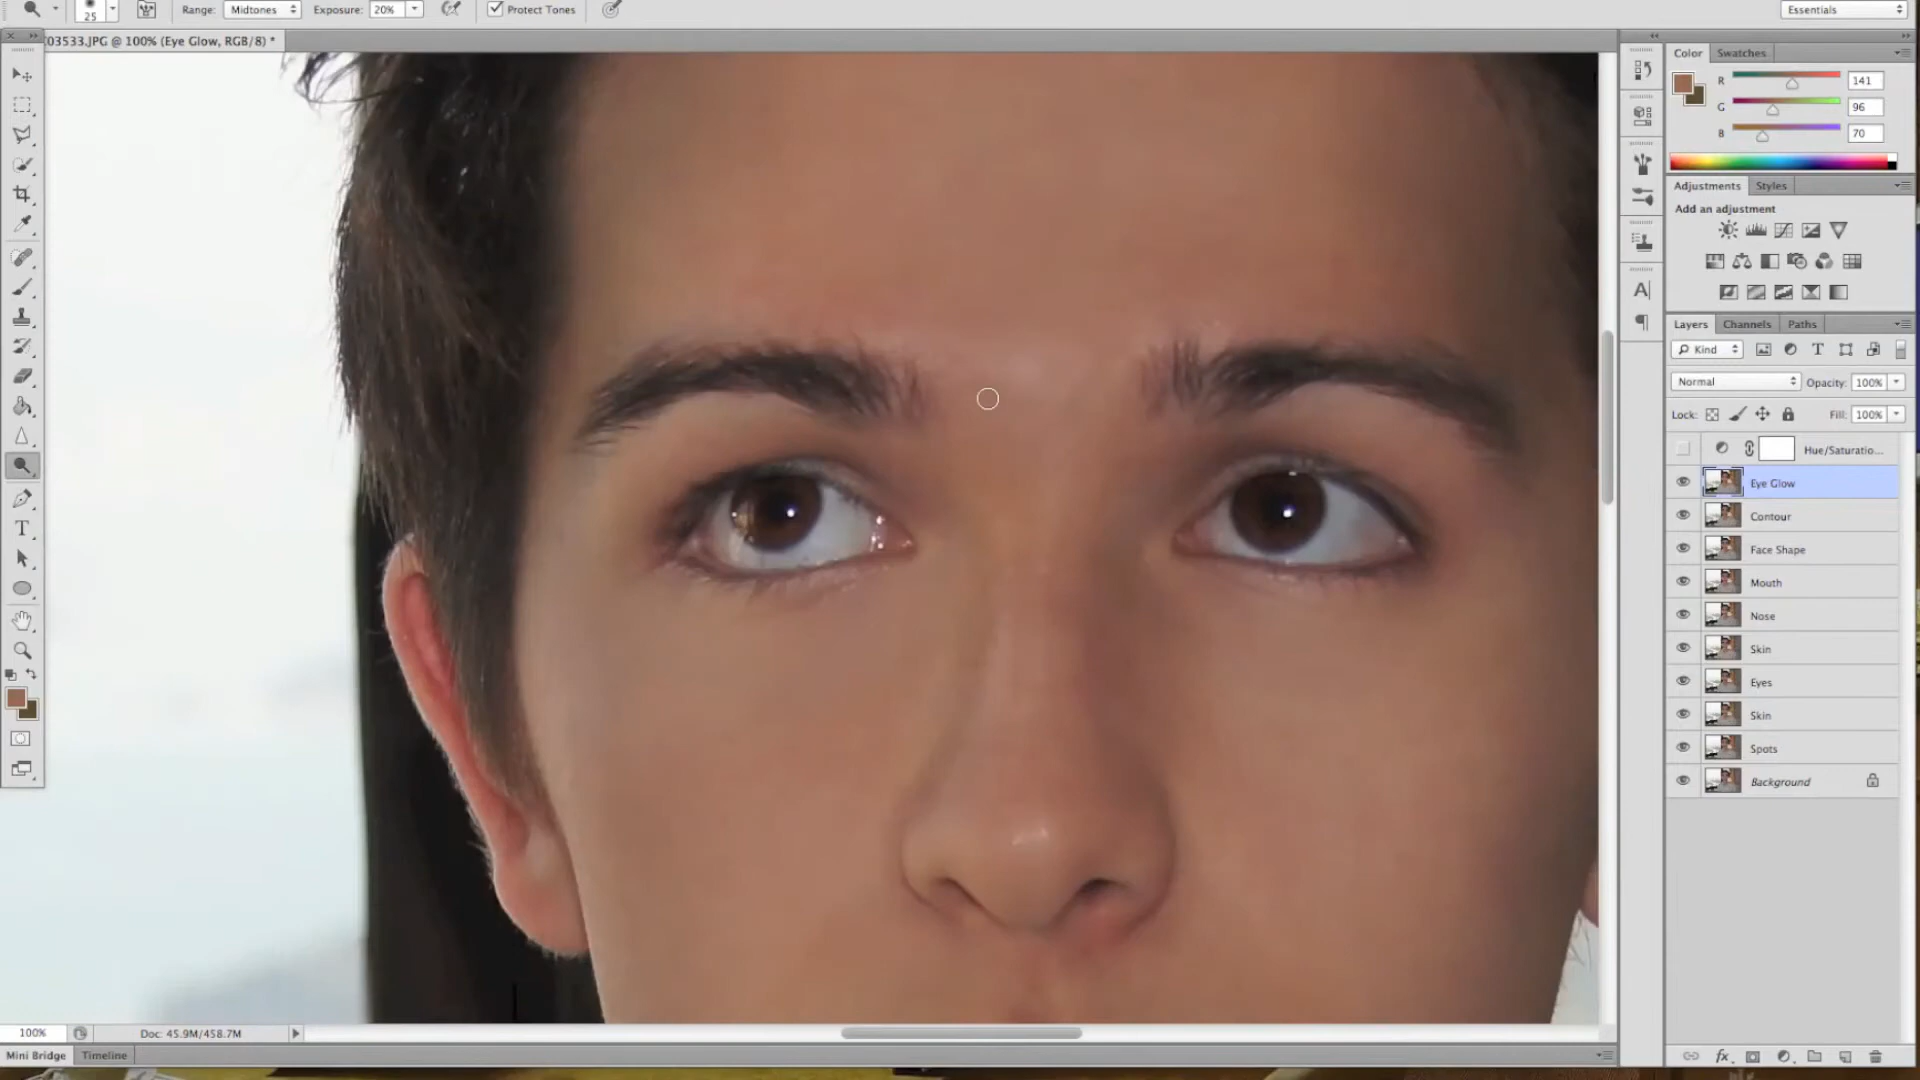 25
Range: Midtones Exposure: 20% Protect Tones Essentials
03533.JPG @ 100% (Eye Glow, RGB/8) *
Color Swatches
R 141
G 96
B 70
Adjustments Styles
Add an adjustment
Layers Channels Paths
Kind T
Normal Opacity: 100%
Lock: Fill: 100%
Hue/Saturatio...
Eye Glow
Contour
Face Shape
Mouth
Nose
Skin
Eyes
Skin
Spots
Background
A
T
100% Doc: 45.9M/458.7M
Mini Bridge Timeline
fx